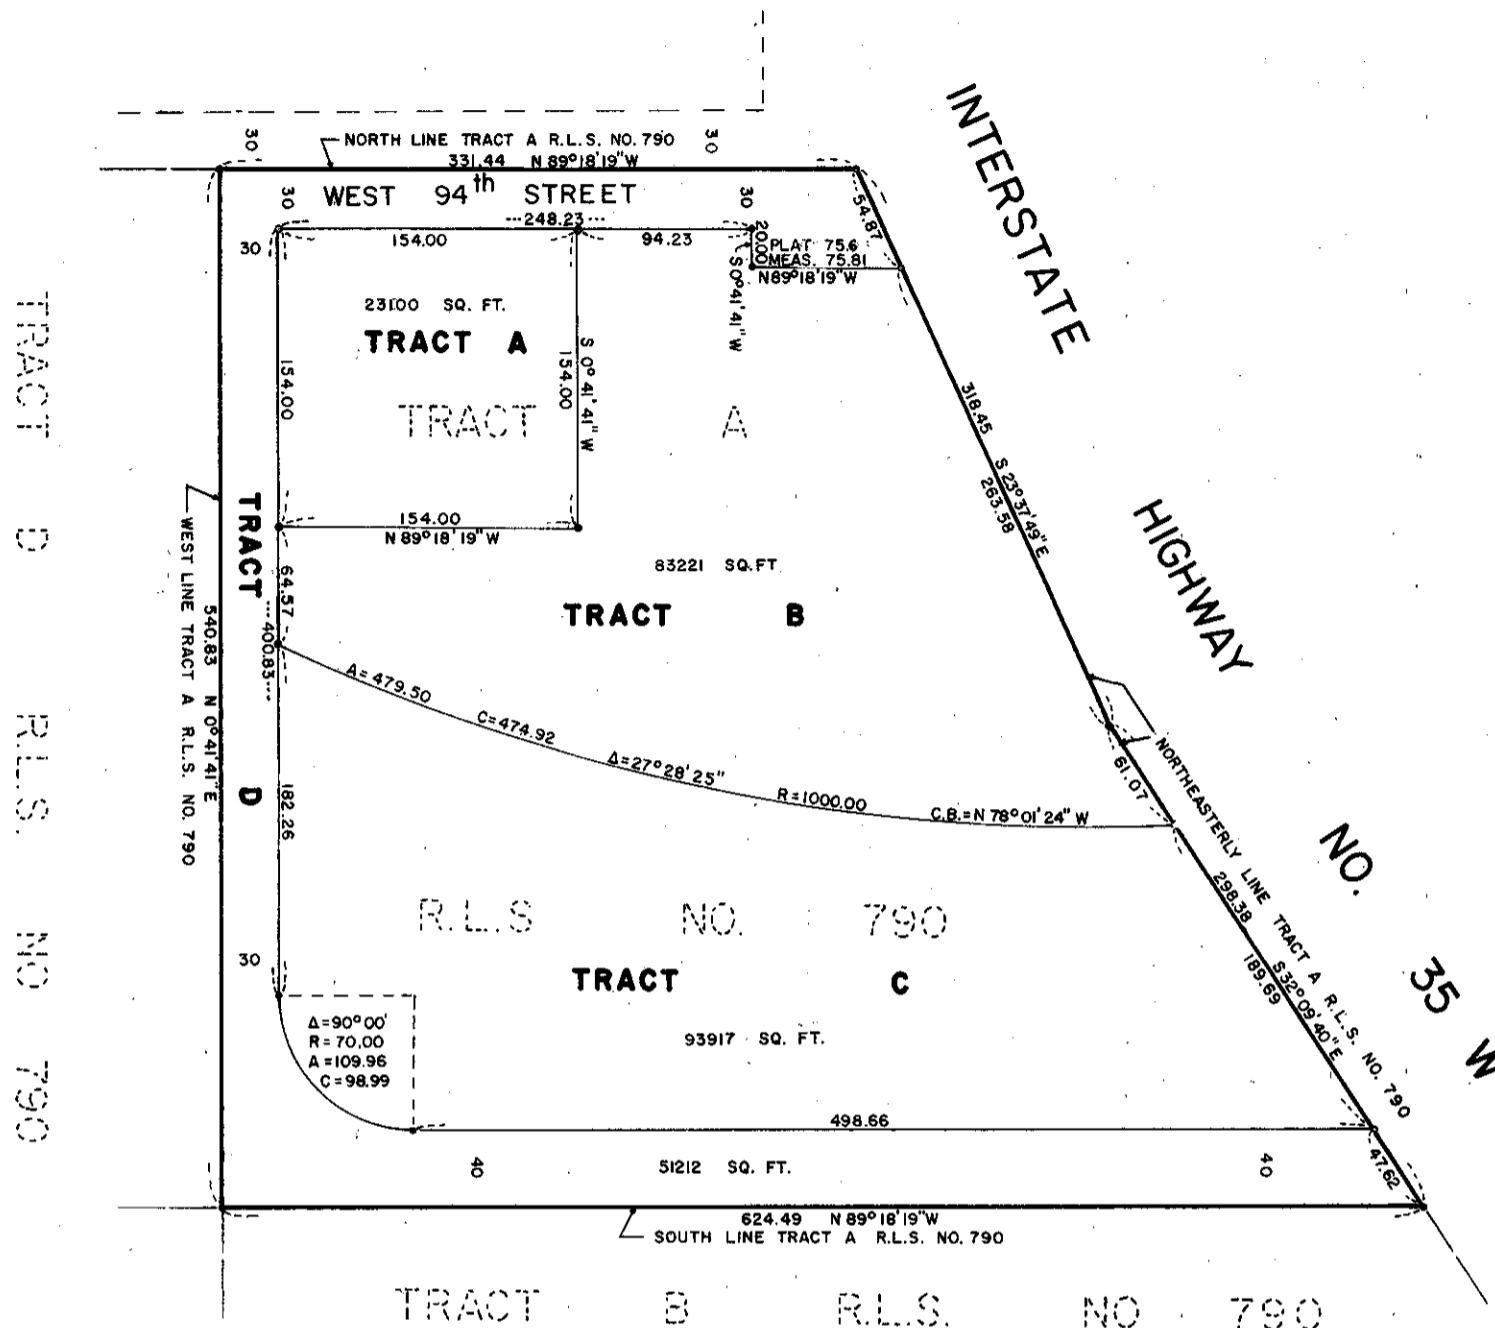 30
30
NORTH LINE TRACT A R.L.S. NO. 790
331.44 N 89°18'19"W
WEST 94th STREET
30
30
30
---248.23---
154.00
94.23
20.00
54.87
PLAT 75.6
MEAS. 75.81
N89°18'19"W
S 0°41'41" W
INTERSTATE
HIGHWAY
NO.
35 W
23100 SQ. FT.
TRACT A
154.00
S 0°41'41" W
154.00
TRACT A
154.00
N 89°18'19" W
318.45 S 23°37'49"E
263.58
TRACT D
64.57
---400.83---
182.26
WEST LINE TRACT A R.L.S. NO. 790
540.83 N 0°41'41"E
83221 SQ. FT.
TRACT B
A=479.50
C=474.92
Δ=27°28'25"
R=1000.00
C.B.=N 78°01'24" W
61.07
NORTHEASTERLY LINE TRACT A R.L.S. NO. 790
298.38 S 32°09'40"E
189.69
R.L.S NO. 790
TRACT C
93917 SQ. FT.
30
Δ=90°00'
R=70.00
A=109.96
C=98.99
498.66
47.62
40
51212 SQ. FT.
40
624.49 N 89°18'19"W
SOUTH LINE TRACT A R.L.S. NO. 790
TRACT D R.L.S. NO 790
TRACT B R.L.S. NO 790